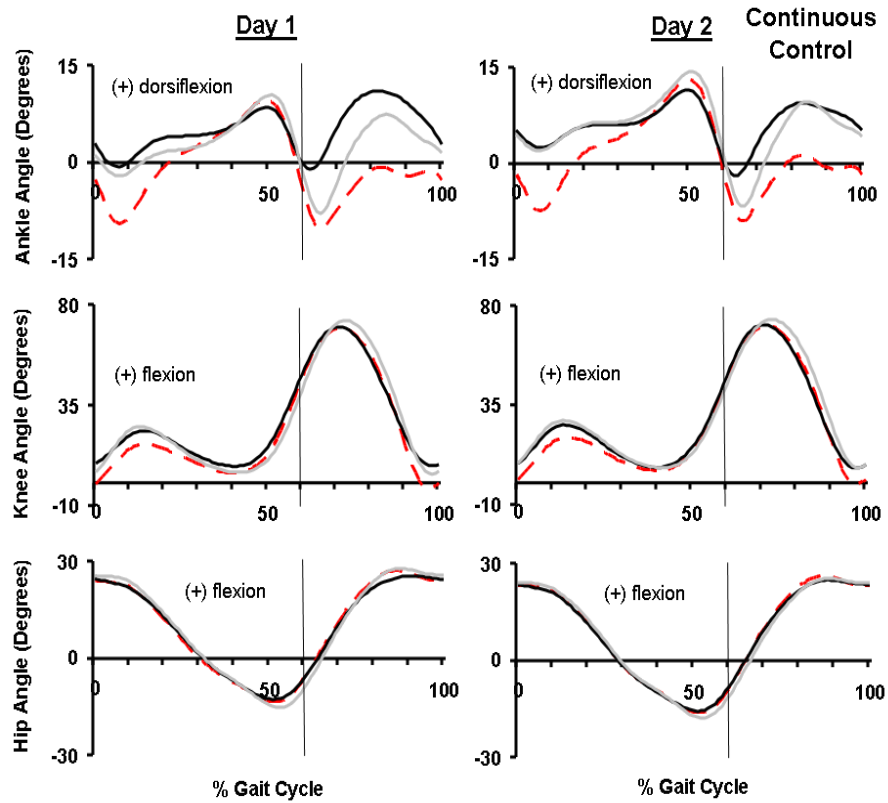 Day 1
Day 2
Continuous
Control
Ankle Angle (Degrees)
15
(+) dorsiflexion
0
0
50
100
-15
15
(+) dorsiflexion
0
0
50
100
-15
Knee Angle (Degrees)
80
(+) flexion
35
-10
0
50
100
80
(+) flexion
35
-10
0
50
100
Hip Angle (Degrees)
30
(+) flexion
0
0
50
100
-30
30
(+) flexion
0
0
50
100
-30
% Gait Cycle
% Gait Cycle